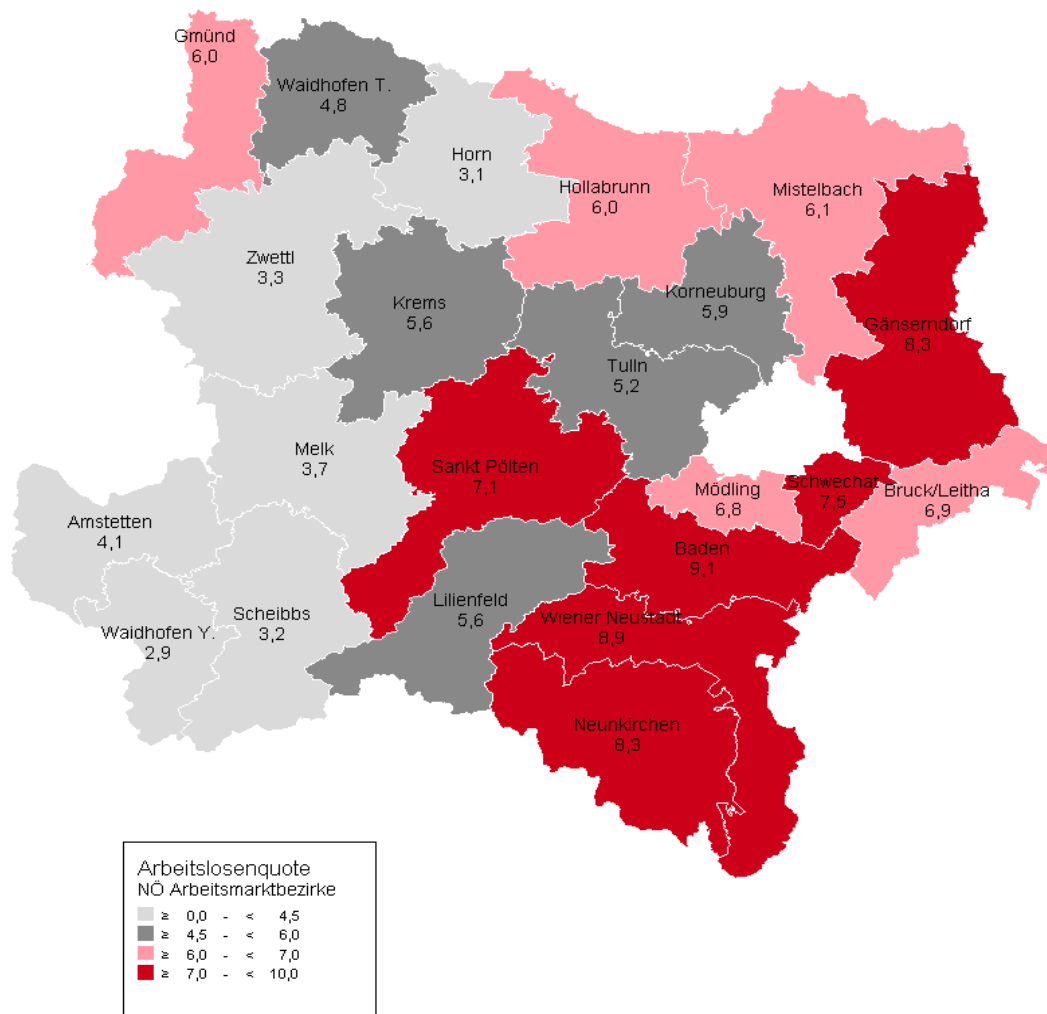 Gmünd
6,0
Waidhofen T.
4,8
Horn
3,1
Hollabrunn
6,0
Mistelbach
6,1
Zwettl
3,3
Krems
5,6
Korneuburg
5,9
Gänserndorf
8,3
Tulln
5,2
Melk
3,7
Sankt Pölten
7,1
Mödling
6,8
Schwechat
7,5
Bruck/Leitha
6,9
Amstetten
4,1
Baden
9,1
Scheibbs
3,2
Lilienfeld
5,6
Wiener Neustadt
8,9
Waidhofen Y.
2,9
Neunkirchen
8,3
Arbeitslosenquote
NÖ Arbeitsmarktbezirke
≥ 0,0 - < 4,5
≥ 4,5 - < 6,0
≥ 6,0 - < 7,0
≥ 7,0 - < 10,0